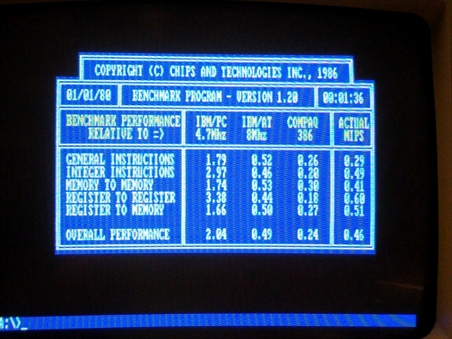 COPYRIGHT (C) CHIPS AND TECHNOLOGIES INC., 1986
01/01/80 BENCHMARK PROGRAM - VERSION 1.20 00:01:36
BENCHMARK PERFORMANCE IBM/PC IBM/AT COMPAQ ACTUAL
RELATIVE TO => 4.7Mhz 8Mhz 386 MIPS
GENERAL INSTRUCTIONS 1.79 0.52 0.26 0.29
INTEGER INSTRUCTIONS 2.97 0.46 0.20 0.49
MEMORY TO MEMORY 1.74 0.53 0.30 0.41
REGISTER TO REGISTER 3.38 0.44 0.18 0.60
REGISTER TO MEMORY 1.66 0.50 0.27 0.51
OVERALL PERFORMANCE 2.04 0.49 0.24 0.46
:\>_